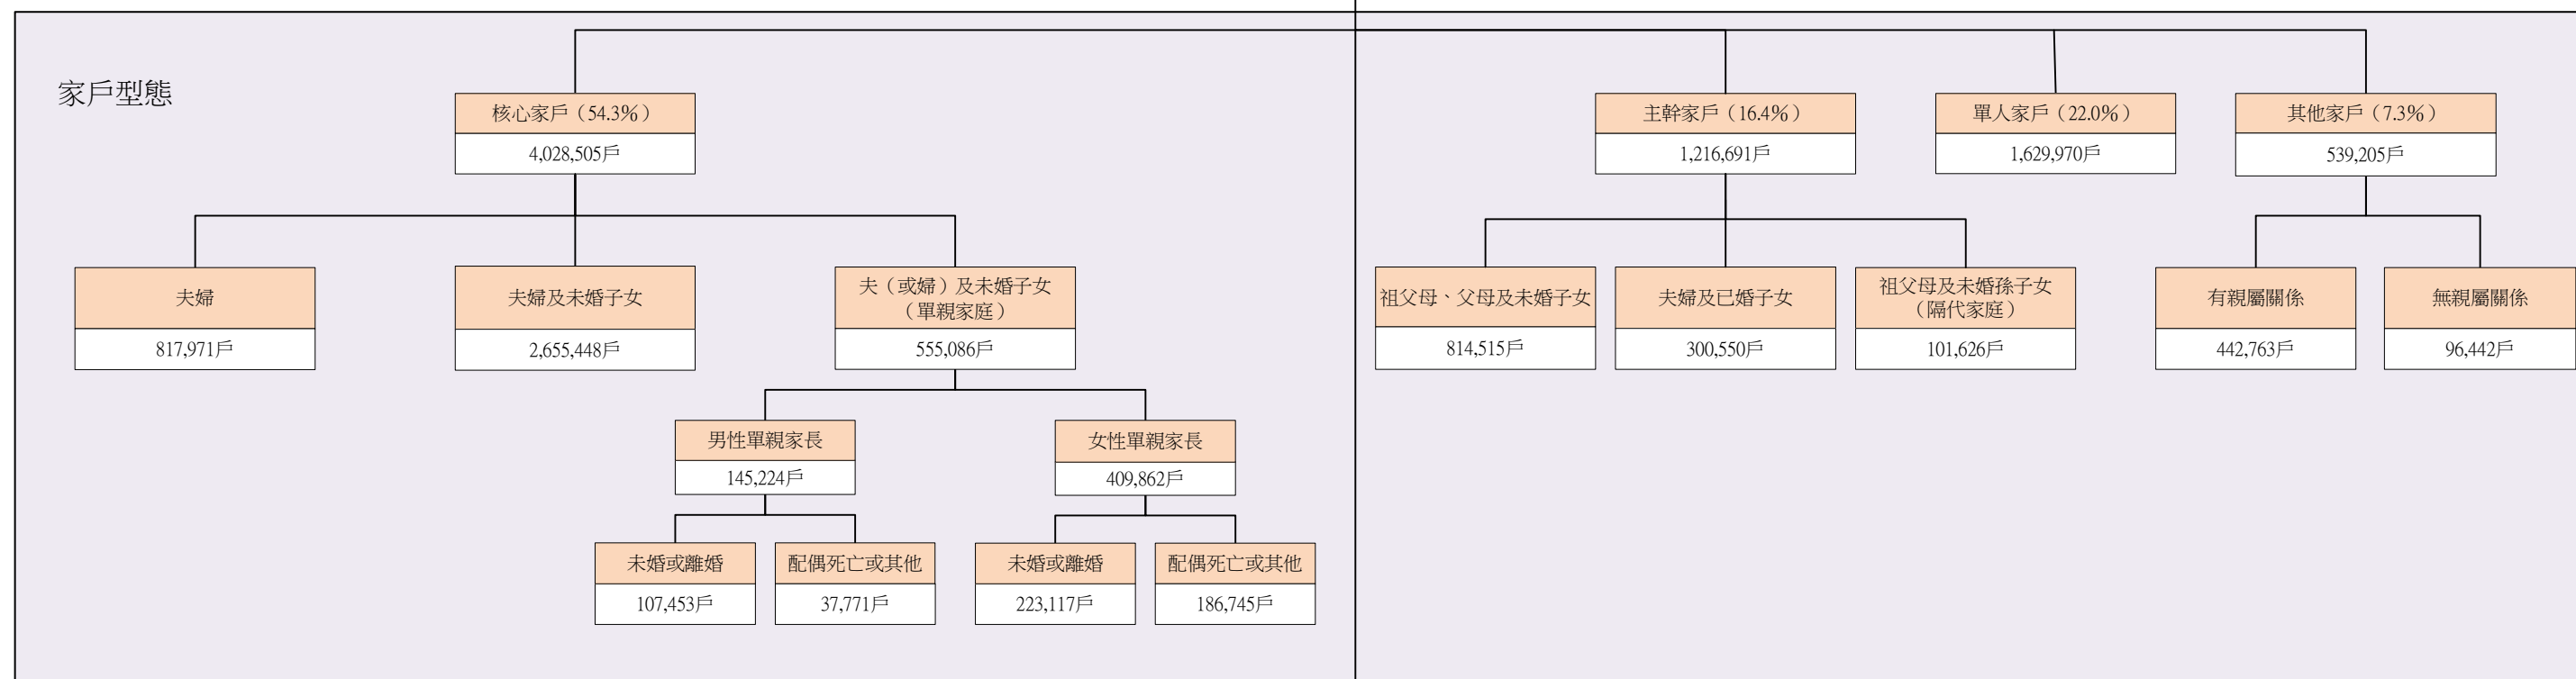 家戶型態
核心家戶（54.3%）
4,028,505戶
主幹家戶（16.4%）
1,216,691戶
單人家戶（22.0%）
1,629,970戶
其他家戶（7.3%）
539,205戶
夫婦
817,971戶
夫婦及未婚子女
2,655,448戶
夫（或婦）及未婚子女
（單親家庭）
555,086戶
祖父母、父母及未婚子女
814,515戶
夫婦及已婚子女
300,550戶
祖父母及未婚孫子女
（隔代家庭）
101,626戶
有親屬關係
442,763戶
無親屬關係
96,442戶
男性單親家長
145,224戶
女性單親家長
409,862戶
未婚或離婚
107,453戶
配偶死亡或其他
37,771戶
未婚或離婚
223,117戶
配偶死亡或其他
186,745戶